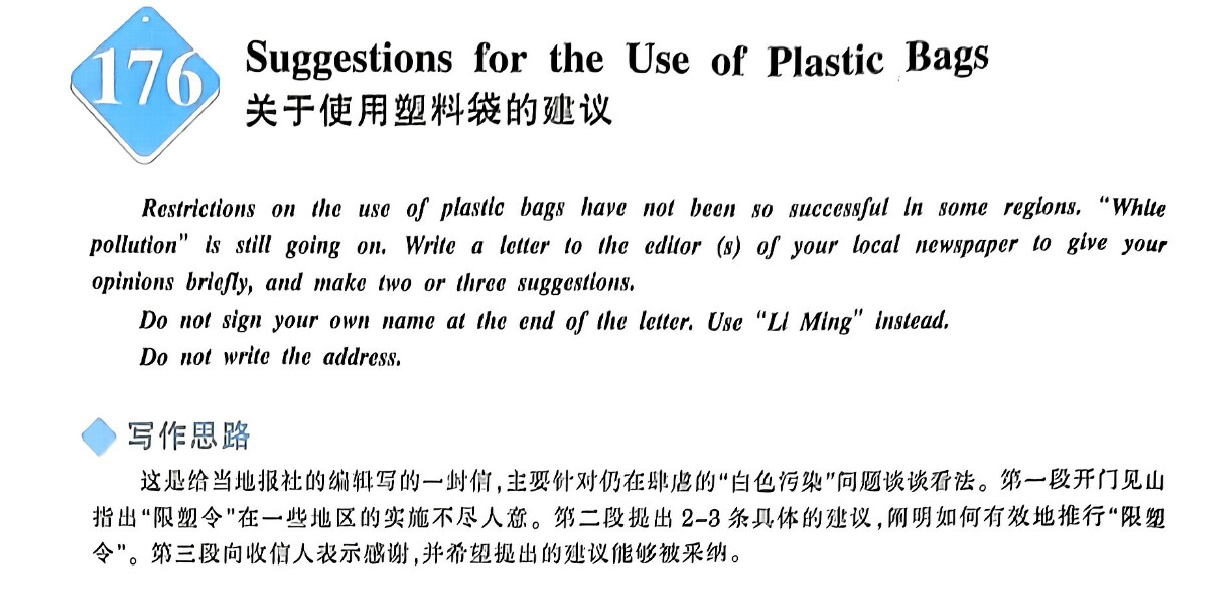 176
Suggestions for the Use of Plastic Bags
关于使用塑料袋的建议
Restrictions on the use of plastic bags have not been so successful in some regions. “White
pollution” is still going on. Write a letter to the editor (s) of your local newspaper to give your
opinions briefly, and make two or three suggestions.
Do not sign your own name at the end of the letter. Use “Li Ming” instead.
Do not write the address.
写作思路
这是给当地报社的编辑写的一封信,主要针对仍在肆虐的“白色污染”问题谈谈看法。第一段开门见山
指出“限塑令”在一些地区的实施不尽人意。第二段提出2–3条具体的建议,阐明如何有效地推行“限塑
令”。第三段向收信人表示感谢,并希望提出的建议能够被采纳。